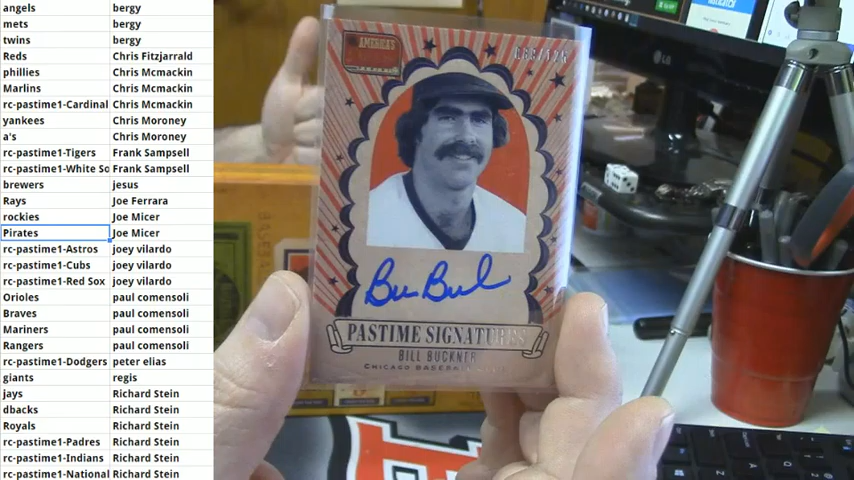 angels bergy
mets bergy
twins bergy
Reds Chris Fitzjarrald
phillies Chris Mcmackin
Marlins Chris Mcmackin
rc-pastime1-Cardinal Chris Mcmackin
yankees Chris Moroney
a's Chris Moroney
rc-pastime1-Tigers Frank Sampsell
rc-pastime1-White So Frank Sampsell
brewers jesus
Rays Joe Ferrara
rockies Joe Micer
Pirates Joe Micer
rc-pastime1-Astros joey vilardo
rc-pastime1-Cubs joey vilardo
rc-pastime1-Red Sox joey vilardo
Orioles paul comensoli
Braves paul comensoli
Mariners paul comensoli
Rangers paul comensoli
rc-pastime1-Dodgers peter elias
giants regis
jays Richard Stein
dbacks Richard Stein
Royals Richard Stein
rc-pastime1-Padres Richard Stein
rc-pastime1-Indians Richard Stein
rc-pastime1-National Richard Stein
AMERICA'S
LG
PASTIME SIGNATURES
BILL BUCKNER
CHICAGO BASEBALL